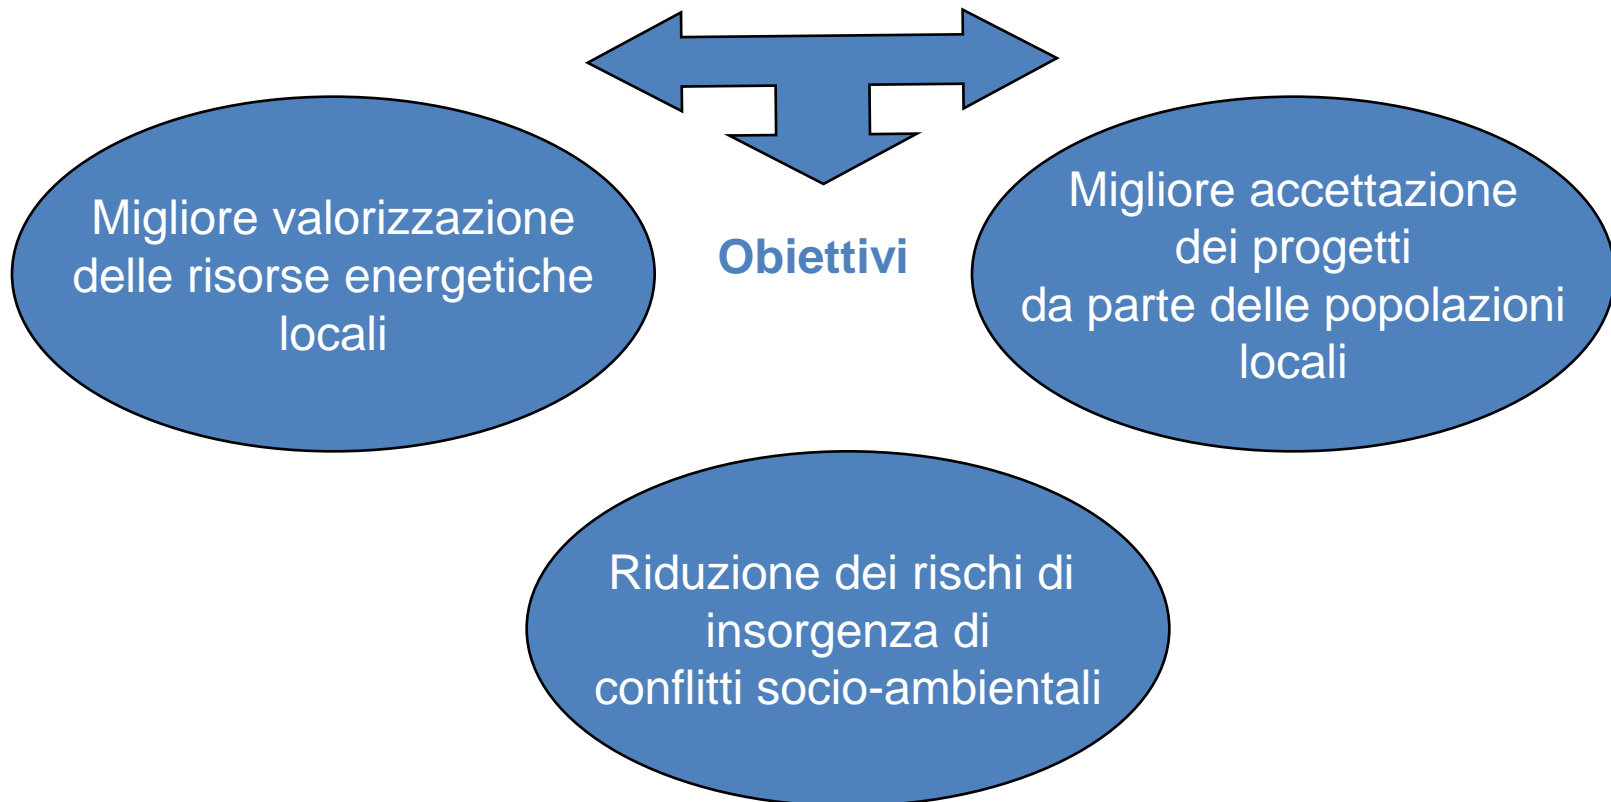 Migliore valorizzazione
delle risorse energetiche
locali
Obiettivi
Migliore accettazione
dei progetti
da parte delle popolazioni
locali
Riduzione dei rischi di
insorgenza di
conflitti socio-ambientali